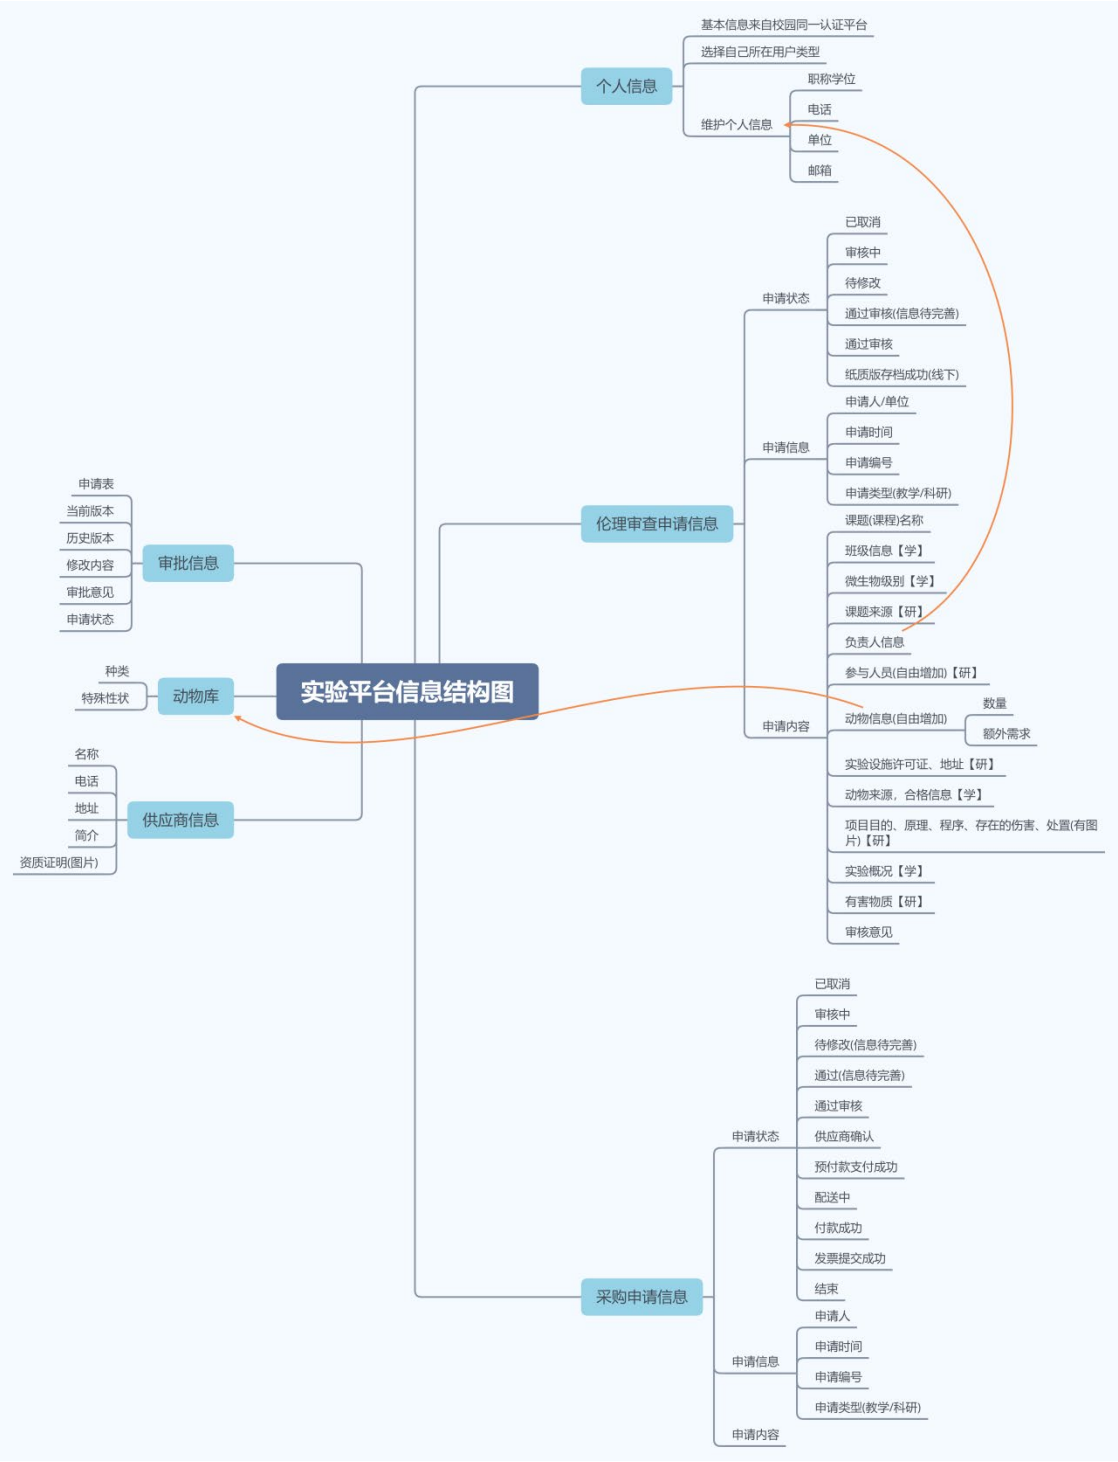 实验平台信息结构图
个人信息
基本信息来自校园同一认证平台
选择自己所在用户类型
维护个人信息
职称学位
电话
单位
邮箱
伦理审查申请信息
申请状态
已取消
审核中
待修改
通过审核(信息待完善)
通过审核
纸质版存档成功(线下)
申请信息
申请人/单位
申请时间
申请编号
申请类型(教学/科研)
申请内容
课题(课程)名称
班级信息【学】
微生物级别【学】
课题来源【研】
负责人信息
参与人员(自由增加)【研】
动物信息(自由增加)
数量
额外需求
实验设施许可证、地址【研】
动物来源，合格信息【学】
项目目的、原理、程序、存在的伤害、处置(有图
片)【研】
实验概况【学】
有害物质【研】
审核意见
采购申请信息
申请状态
已取消
审核中
待修改(信息待完善)
通过(信息待完善)
通过审核
供应商确认
预付款支付成功
配送中
付款成功
发票提交成功
结束
申请信息
申请人
申请时间
申请编号
申请类型(教学/科研)
申请内容
审批信息
申请表
当前版本
历史版本
修改内容
审批意见
申请状态
动物库
种类
特殊性状
供应商信息
名称
电话
地址
简介
资质证明(图片)